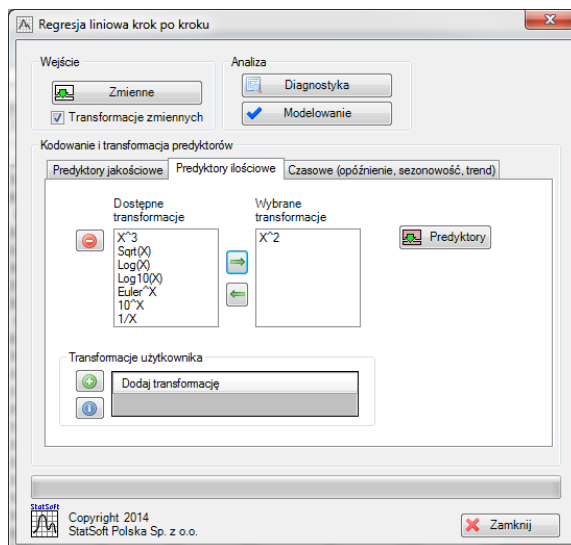 Regresja liniowa krok po kroku
Wejście
Zmienne
Transformacje zmiennych
Analiza
Diagnostyka
Modelowanie
Kodowanie i transformacja predyktorów
Predyktory jakościowe
Predyktory ilościowe
Czasowe (opóźnienie, sezonowość, trend)
Dostępne
transformacje
X^3
Sqrt(X)
Log(X)
Log10(X)
Euler^X
10^X
1/X
Wybrane
transformacje
X^2
Predyktory
Transformacje użytkownika
Dodaj transformację
StatSoft
Copyright 2014
StatSoft Polska Sp. z o.o.
Zamknij